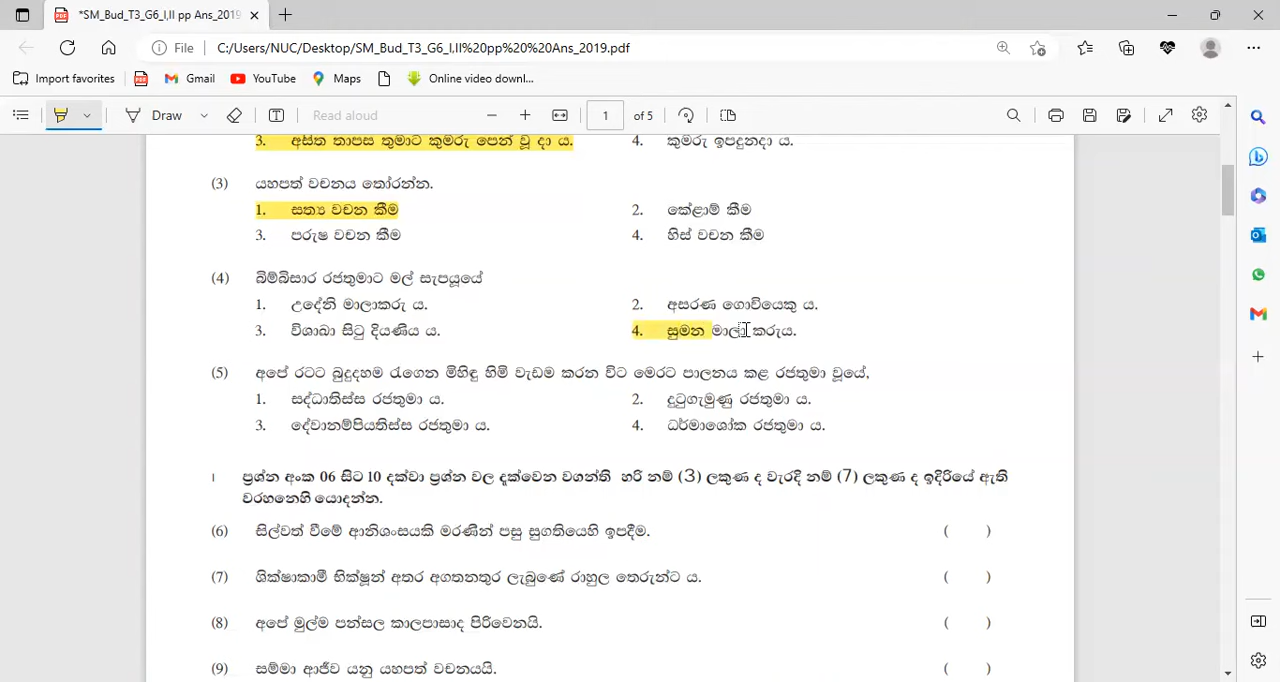 *SM_Bud_T3_G6_I,II pp Ans_2019
File C:/Users/NUC/Desktop/SM_Bud_T3_G6_I,II%20pp%20%20Ans_2019.pdf
Import favorites Gmail YouTube Maps Online video downl...
Draw Read aloud 1 of 5
3. අසිත තාපස තුමාට කුමරු පෙන් වූ දා ය. 4. කුමරු ඉපදුනදා ය.
(3) යහපත් වචනය තෝරන්න.
1. සත්‍ය වචන කීම 2. කේළාම් කීම
3. පරුෂ වචන කීම 4. හිස් වචන කීම
(4) බිම්බිසාර රජතුමාට මල් සැපයූයේ
1. උදේනි මාලාකරු ය. 2. අසරණ ගොවියෙකු ය.
3. විශාඛා සිටු දියණිය ය. 4. සුමන මාලා කරුය.
(5) අපේ රටට බුදුදහම රැගෙන මිහිඳු හිමි වැඩම කරන විට මෙරට පාලනය කළ රජතුමා වූයේ,
1. සද්ධාතිස්ස රජතුමා ය. 2. දුටුගැමුණු රජතුමා ය.
3. දේවානම්පියතිස්ස රජතුමා ය. 4. ධර්මාශෝක රජතුමා ය.
I ප්‍රශ්න අංක 06 සිට 10 දක්වා ප්‍රශ්න වල දැක්වෙන වගන්ති හරි නම් (3) ලකුණ ද වැරදි නම් (7) ලකුණ ද ඉදිරියේ ඇති
වරහනෙහි යොදන්න.
(6) සිල්වත් වීමේ ආනිශංසයකි මරණින් පසු සුගතියෙහි ඉපදීම. ( )
(7) ශික්ෂාකාමී භික්ෂූන් අතර අගතනතුර ලැබුණේ රාහුල තෙරුන්ට ය. ( )
(8) අපේ මුල්ම පන්සල කාලපාසාද පිරිවෙනයි. ( )
(9) සම්මා ආජීව යනු යහපත් වචනයයි. ( )